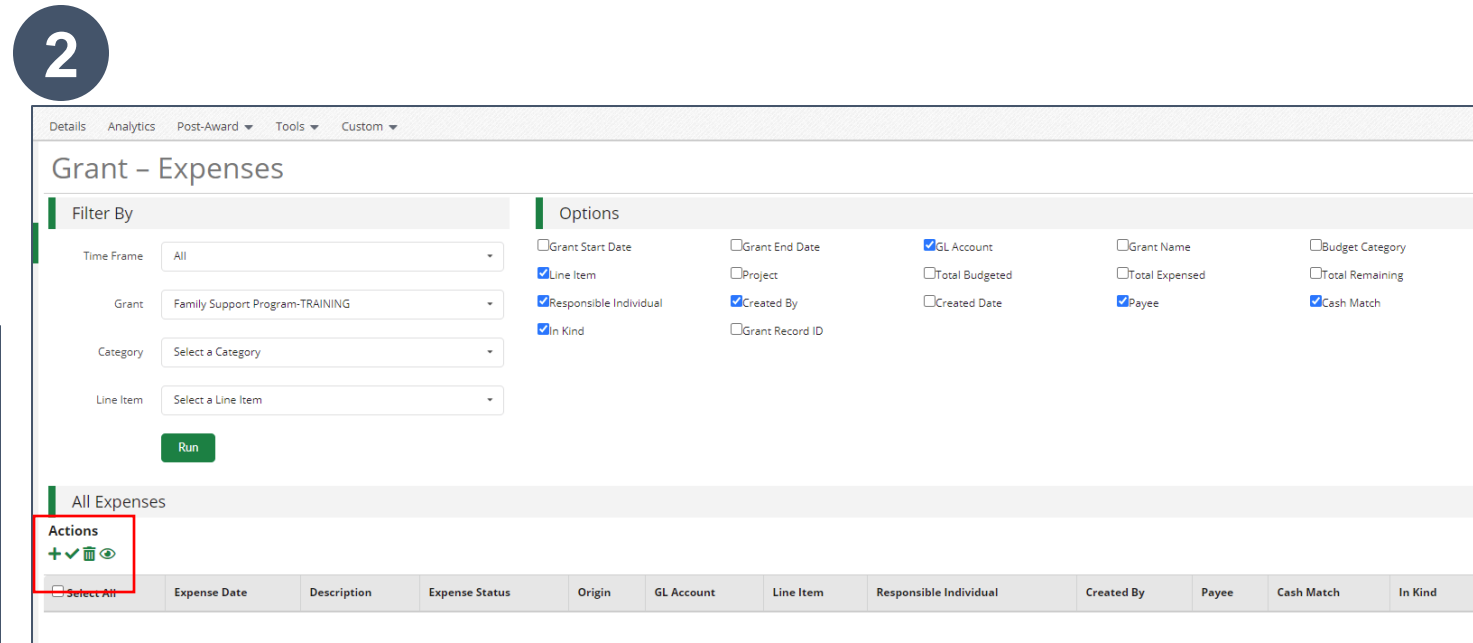 2
Details Analytics Post-Award Tools Custom
Grant – Expenses
Filter By
Time Frame All
Grant Family Support Program-TRAINING
Category Select a Category
Line Item Select a Line Item
Run
Options
Grant Start Date Grant End Date GL Account Grant Name Budget Category
Line Item Project Total Budgeted Total Expensed Total Remaining
Responsible Individual Created By Created Date Payee Cash Match
In Kind Grant Record ID
All Expenses
Actions
Select All Expense Date Description Expense Status Origin GL Account Line Item Responsible Individual Created By Payee Cash Match In Kind